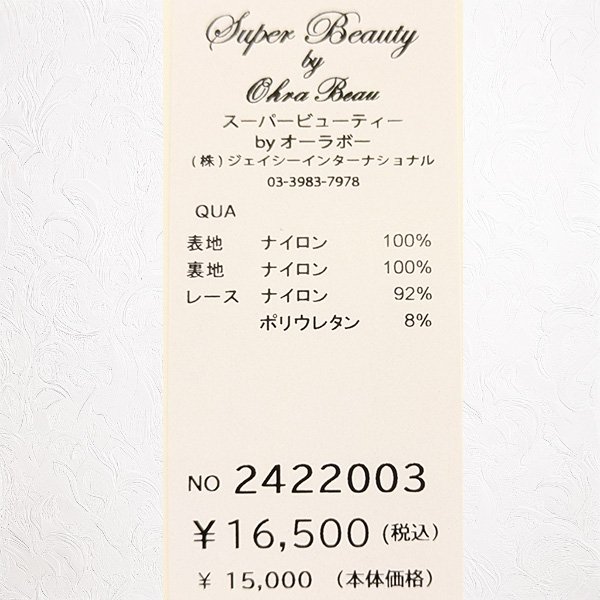 Super Beauty
by
Ohra Beau
スーパービューティー
by オーラボー
(株)ジェイシーインターナショナル
03-3983-7978
QUA
表地 ナイロン 100%
裏地 ナイロン 100%
レース ナイロン 92%
ポリウレタン 8%
NO 2422003
¥16,500 (税込)
¥ 15,000 (本体価格)